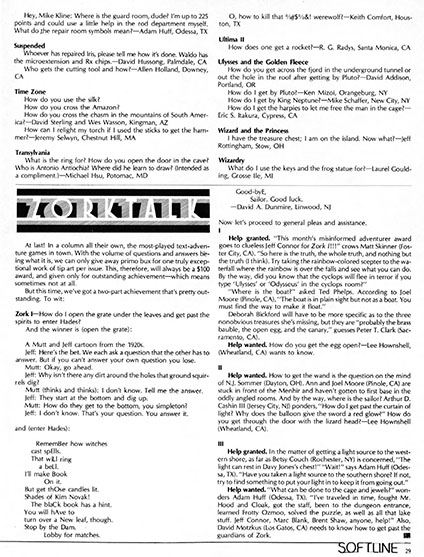 Hey, Mike Kline: Where is the guard room, dude? I'm up to 225
points and could use a little help in the rod department myself.
What do the repair room symbols mean?—Adam Huff, Odessa, TX
Suspended
Whoever has repaired Iris, please tell me how it's done. Waldo has
the microextension and Rx chips.—David Hussong, Palmdale, CA
Who gets the cutting tool and how?—Allen Holland, Downey,
CA
Time Zone
How do you use the silk?
How do you cross the Amazon?
How do you cross the chasm in the mountains of South Amer-
ica?—David Sterling and Wes Wasson, Kingman, AZ
How can I relight my torch if I used the sticks to get the ham-
mer?—Jeremy Selwyn, Chestnut Hill, MA
Transylvania
What is the ring for? How do you open the door in the cave?
Who is Antonio Antiochia? Where did he learn to draw? (Intended as
a compliment.)—Michael Hsu, Potomac, MD
O, how to kill that %@$%&! werewolf?—Keith Comfort, Hous-
ton, TX
Ultima II
How does one get a rocket?—R. G. Radys, Santa Monica, CA
Ulysses and the Golden Fleece
How do you get across the fjord in the underground tunnel or
out the hole in the roof after getting by Pluto?—David Addison,
Portland, OR
How do I get by Pluto?—Ken Mizoi, Orangeburg, NY
How do I get by King Neptune?—Mike Schaffer, New City, NY
How do I get the harpies to let me free the man in the cage?—
Eric S. Itakura, Cypress, CA
Wizard and the Princess
I have the treasure chest; I am on the island. Now what?—Jeff
Rottingham, Stow, OH
Wizardry
What do I use the keys and the frog statue for?—Laurel Gould-
ing, Grosse Ile, MI
ZORKTALK
At last! In a column all their own, the most-played text-adven-
ture games in town. With the volume of questions and answers be-
ing what it is, we can only give away primo bux for one truly excep-
tional work of tip art per issue. This, therefore, will always be a $100
award, and given only for outstanding achievement—which means
sometimes not at all.
But this time, we've got a two-part achievement that's pretty out-
standing. To wit:
Zork I—How do I open the grate under the leaves and get past the
spirits to enter Hades?
And the winner is (open the grate):
A Mutt and Jeff cartoon from the 1920s.
Jeff: Here's the bet. We each ask a question that the other has to
answer. But if you can't answer your own question you lose.
Mutt: Okay, go ahead.
Jeff: Why isn't there any dirt around the holes that ground squir-
rels dig?
Mutt (thinks and thinks): I don't know. Tell me the answer.
Jeff: They start at the bottom and dig up.
Mutt: How do they get to the bottom, you simpleton?
Jeff: I don't know. That's your question. You answer it.
and (enter Hades):
RememBer how witches
cast spElls.
That wiLl ring
a beLl.
I'll make Book
On it.
But get thOse candles lit.
Shades of Kim Novak!
The blaCk book has a hint.
You will hAve to
turn over a New leaf, though.
Stop by the Dam.
Lobby for matches.
Good-byE,
Sailor. Good luck.
—David A. Dunmire, Linwood, NJ
Now let's proceed to general pleas and assistance.
I
Help granted. "This month's misinformed adventurer award
goes to clueless Jeff Connor for Zork I!!!" crows Matt Skinner (Fos-
ter City, CA). "So here is the truth, the whole truth, and nothing but
the truth (I think). Try taking the rainbow-colored scepter to the wa-
terfall where the rainbow is over the falls and see what you can do.
By the way, did you know that the cyclops will flee in terror if you
type 'Ulysses' or 'Odysseus' in the cyclops room?"
"Where is the boat?" asked Ted Phelps. According to Joel
Moore (Pinole, CA), "The boat is in plain sight but not as a boat. You
must find the way to make it float."
Deborah Bickford will have to be more specific as to the three
nonobvious treasures she's missing, but they are "probably the brass
bauble, the open egg, and the canary," guesses Peter T. Clark (Sac-
ramento, CA).
Help wanted. How do you get the egg open?—Lee Hownshell,
(Wheatland, CA) wants to know.
II
Help wanted. How to get the wand is the question on the mind
of N.J. Sommer (Dayton, OH). Ann and Joel Moore (Pinole, CA) are
stuck in front of the Menhir and haven't gotten to first base in the
oddly angled rooms. And by the way, where is the sailor? Arthur D.
Cashin III (Jersey City, NJ) ponders, "How do I get past the curtain of
light? Why does the balloon give the sword a red glow?" How do
you get through the door with the lizard head?—Lee Hownshell
(Wheatland, CA).
III
Help granted. In the matter of getting a light source to the west-
ern shore, as far as Betsy Couch (Rochester, NY) is concerned, "The
light can rest in Davy Jones's chest!" "Wait!" says Adam Huff (Odes-
sa, TX). "Have you taken a light source to the southern shore? If not,
try to find something to put your light in to keep it from going out."
Help wanted. "What can be done to the cage and jewels?" won-
ders Adam Huff (Odessa, TX). "I've traveled in time, fought Mr.
Hood and Cloak, got the staff, been to the dungeon entrance,
learned Frotty Ozmoo, solved the puzzle, as well as all that lake
stuff. Jeff Connor, Marc Blank, Brent Shaw, anyone, help!" Also,
David Motzkus (Los Gatos, CA) needs to know how to get past the
guardians of Zork.
SOFTLINE 29